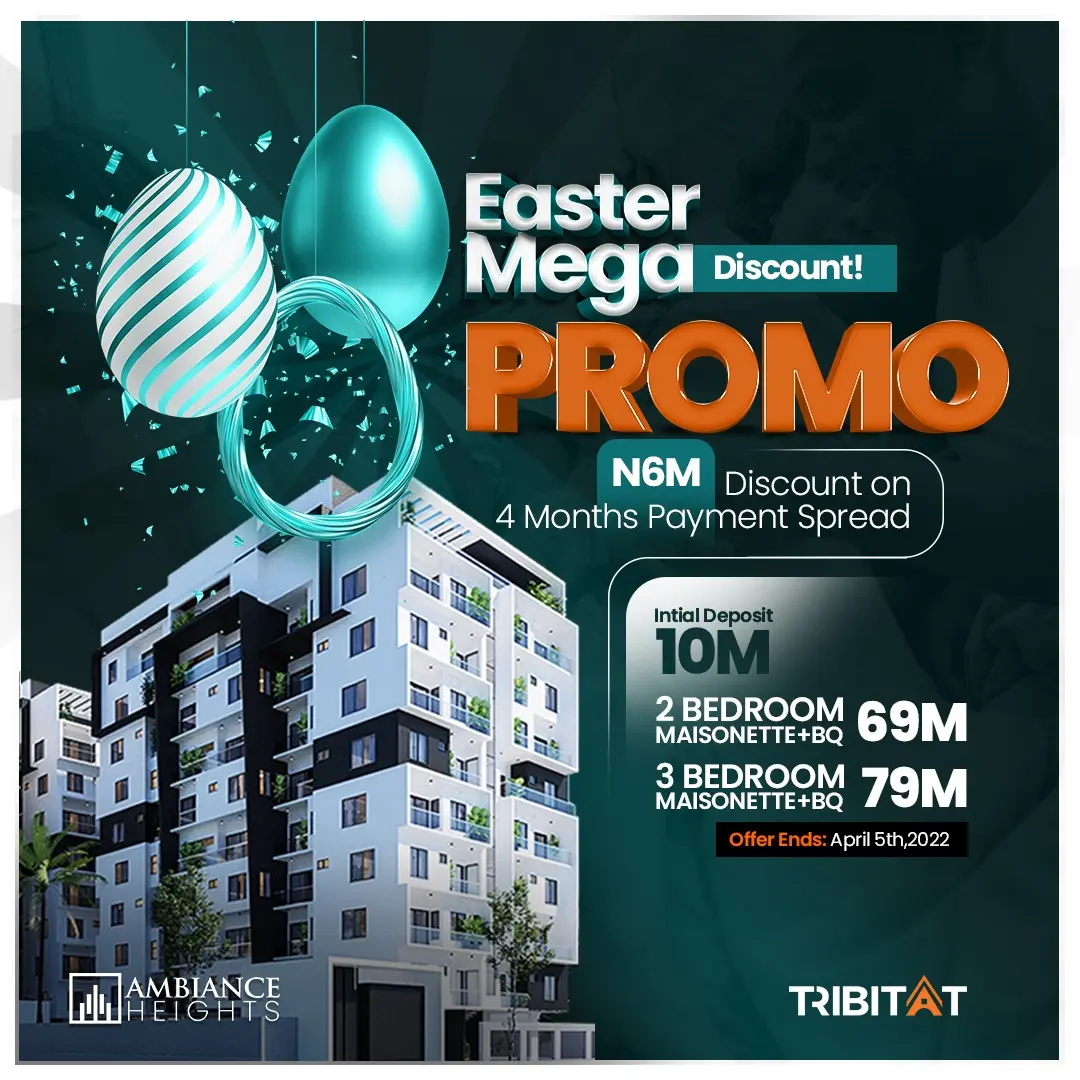 Easter
Mega Discount!
PROMO
N6M Discount on
4 Months Payment Spread
Intial Deposit
10M
2 BEDROOM
MAISONETTE+BQ 69M
3 BEDROOM
MAISONETTE+BQ 79M
Offer Ends: April 5th,2022
AMBIANCE
HEIGHTS
TRIBITAT